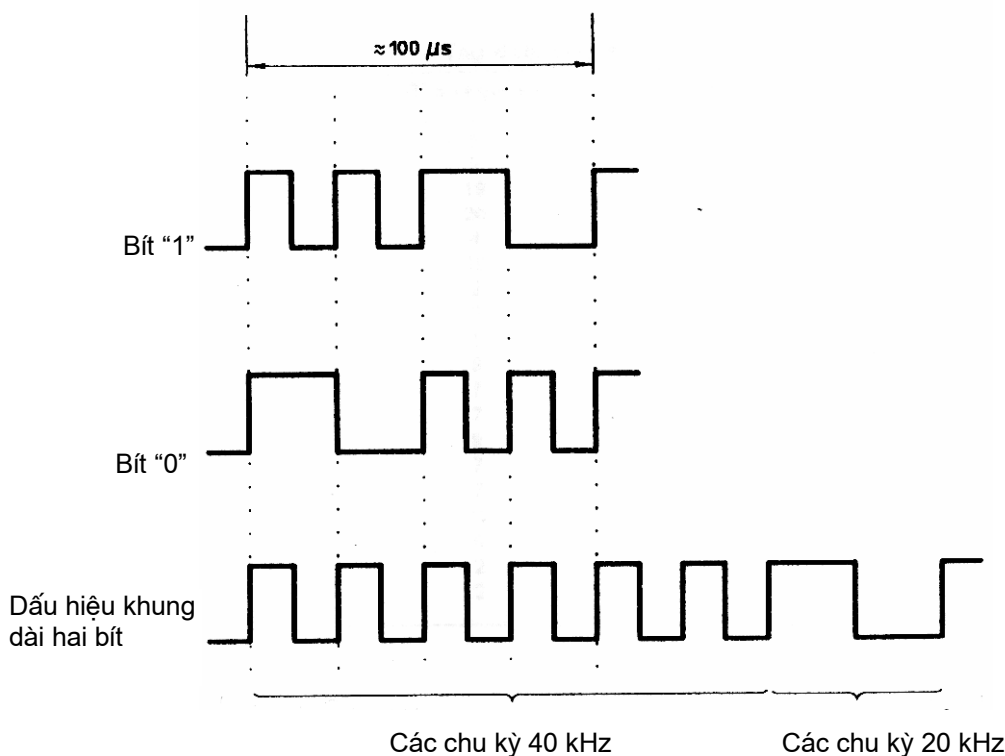 ≈100 µs
Bít “1”
Bít “0”
Dấu hiệu khung
dài hai bít
Các chu kỳ 40 kHz
Các chu kỳ 20 kHz